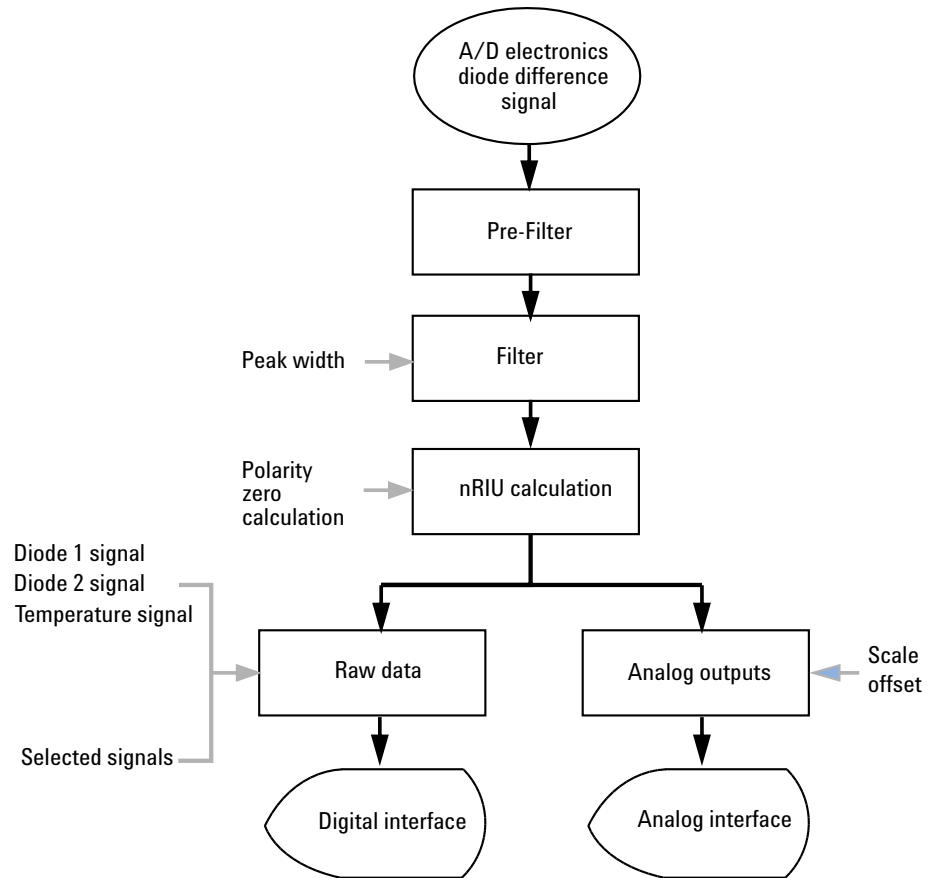 A/D electronics
diode difference
signal
Pre-Filter
Peak width
Filter
Polarity
zero
calculation
nRIU calculation
Diode 1 signal
Diode 2 signal
Temperature signal
Selected signals
Raw data
Analog outputs
Scale
offset
Digital interface
Analog interface